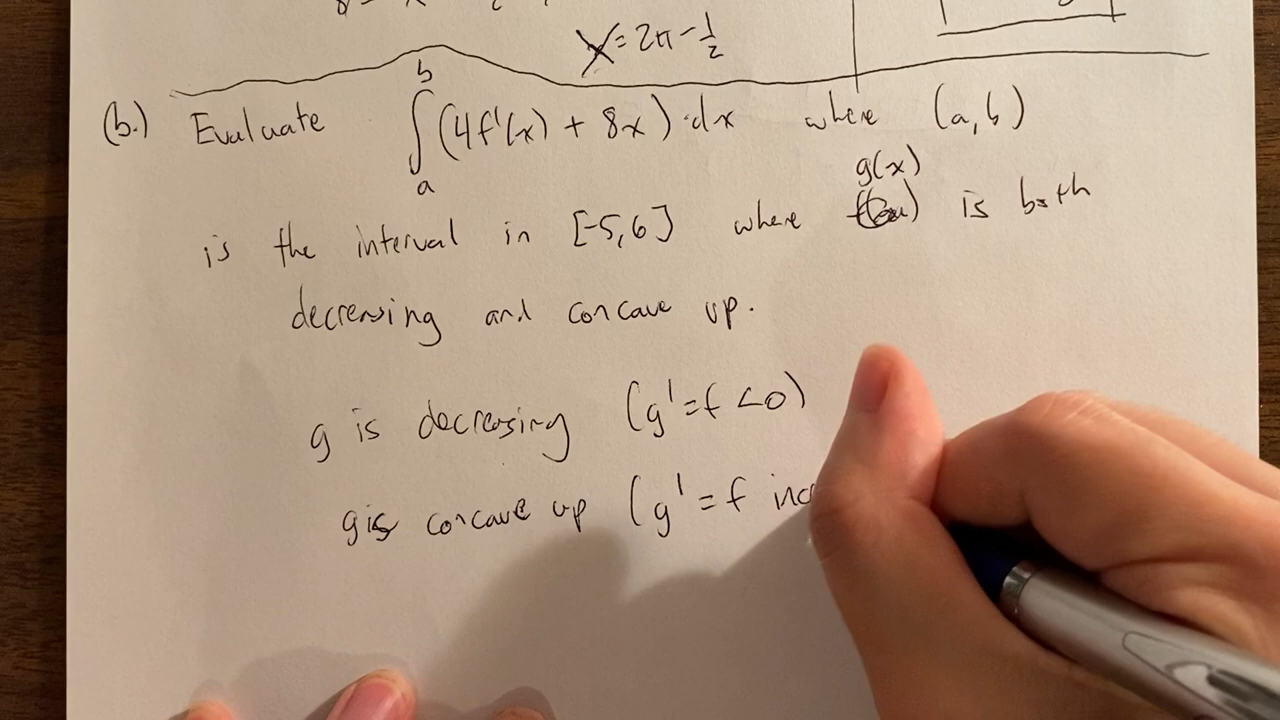 x = 2π - 1/2
(b.) Evaluate ∫_a^b (4f'(x) + 8x) · dx where (a,b)
g(x)
is the interval in [-5,6] where is both
decreasing and concave up.
g is decreasing (g' = f < 0)
g is concave up (g' = f inc